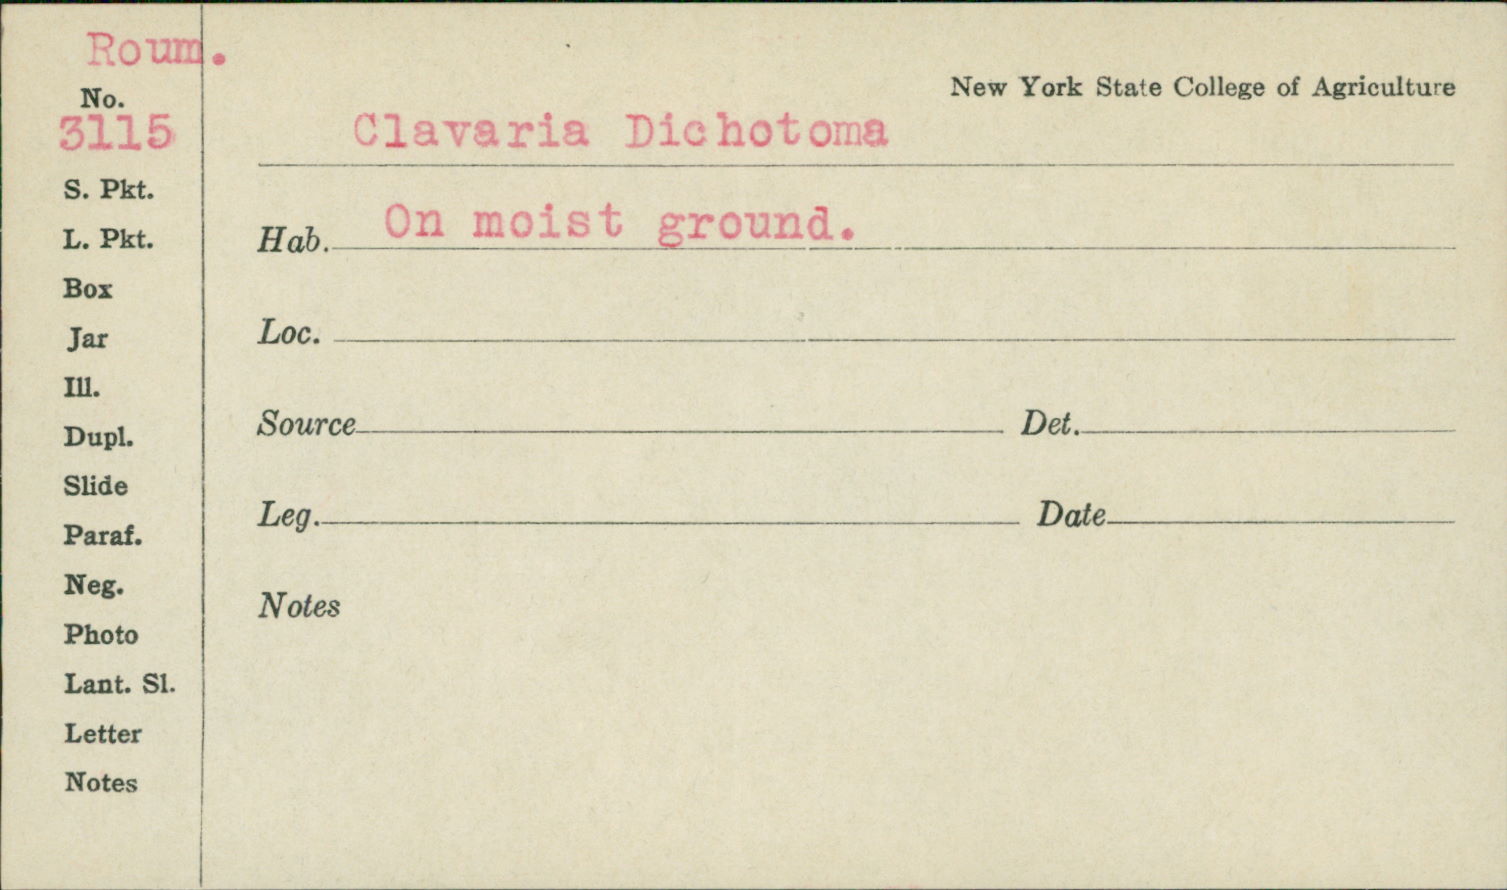 Roum.
No.
3115
S. Pkt.
L. Pkt.
Box
Jar
Ill.
Dupl.
Slide
Paraf.
Neg.
Photo
Lant. Sl.
Letter
Notes
New York State College of Agriculture
Clavaria Dichotoma
Hab. On moist ground.
Loc.
Source Det.
Leg. Date
Notes